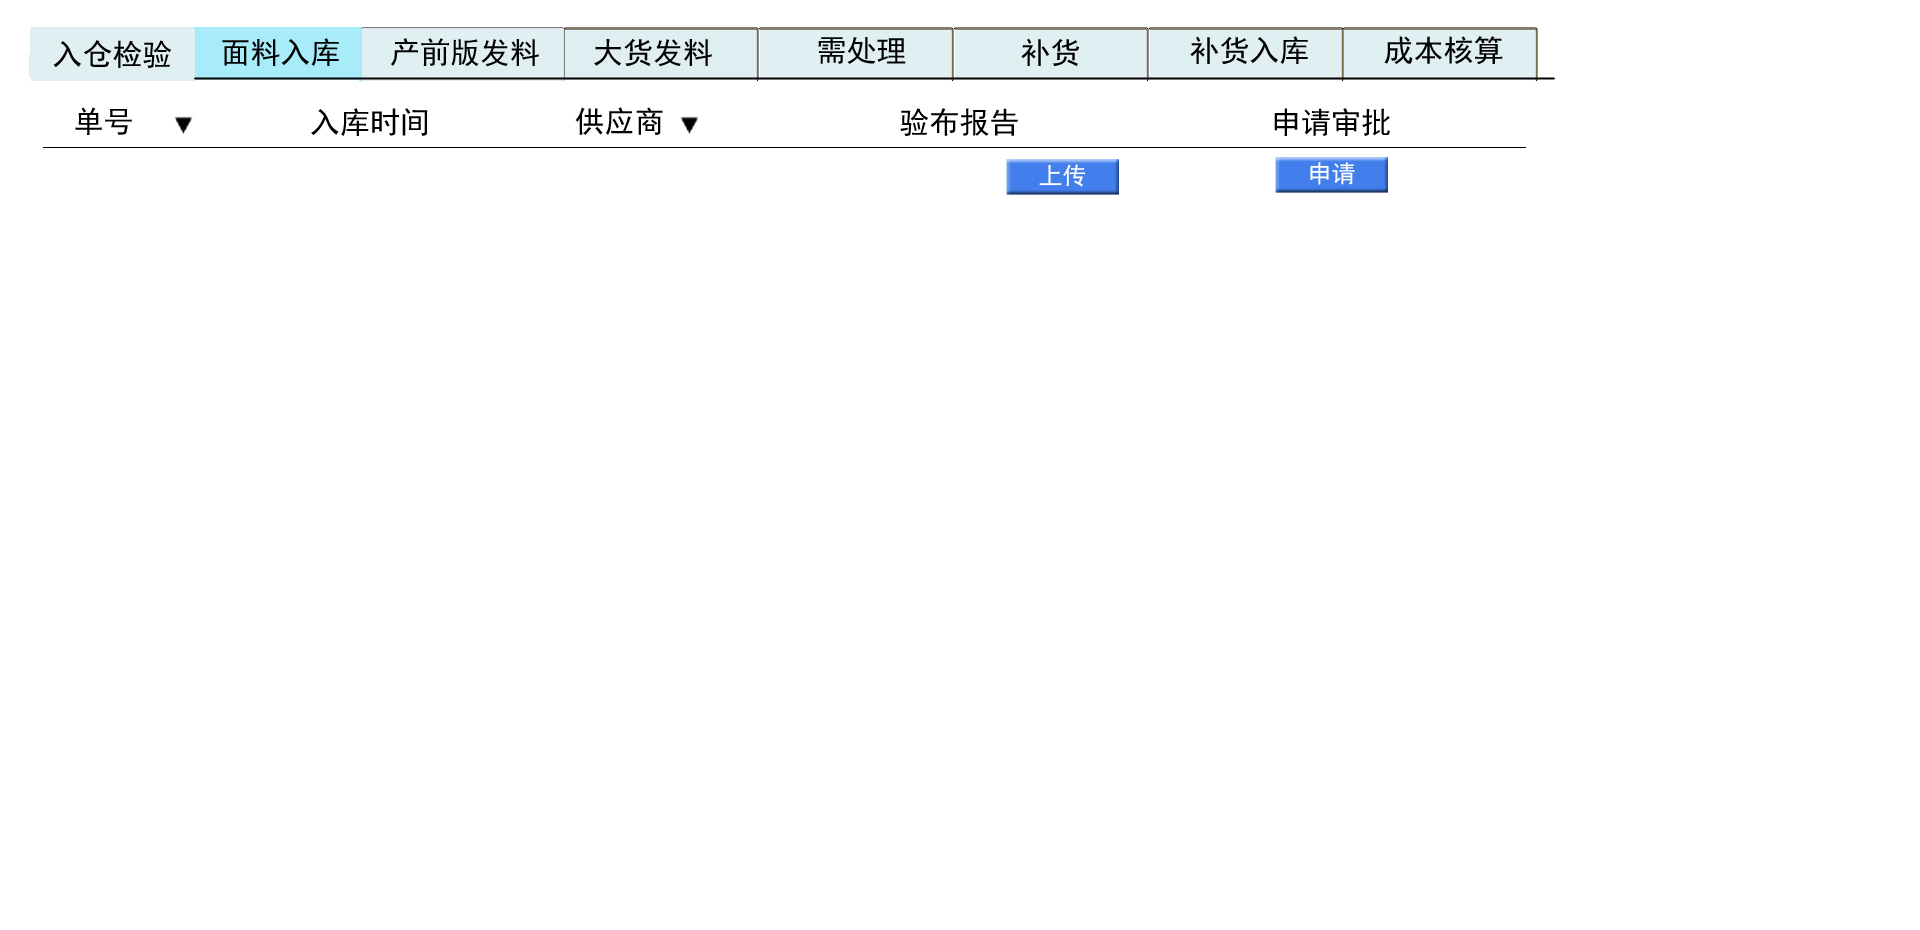 入仓检验 面料入库 产前版发料 大货发料 需处理 补货 补货入库 成本核算
单号 ▼ 入库时间 供应商 ▼ 验布报告 申请审批
上传 申请